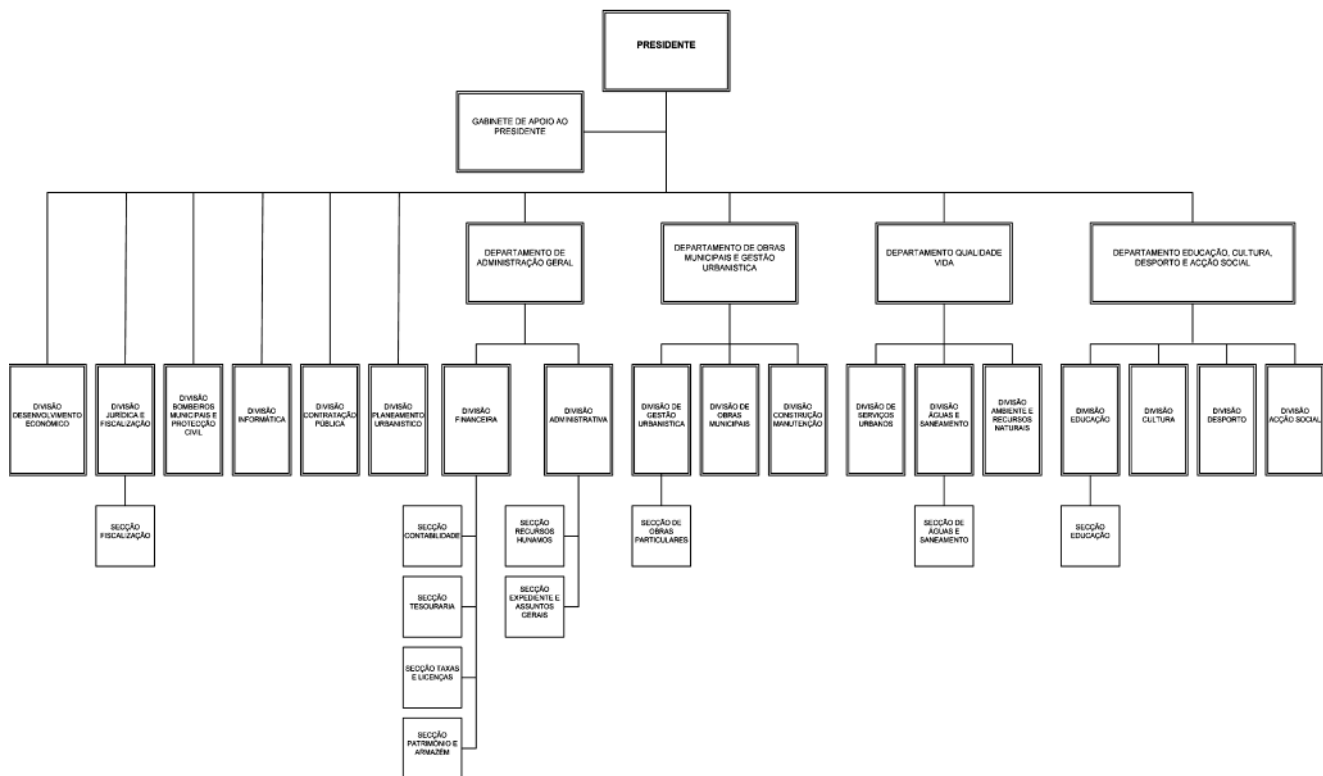 PRESIDENTE
GABINETE DE APOIO AO
PRESIDENTE
DEPARTAMENTO DE
ADMINISTRAÇÃO GERAL
DEPARTAMENTO DE OBRAS
MUNICIPAIS E GESTÃO
URBANISTICA
DEPARTAMENTO QUALIDADE
VIDA
DEPARTAMENTO EDUCAÇÃO, CULTURA,
DESPORTO E ACÇÃO SOCIAL
DIVISÃO
DESENVOLVIMENTO
ECONÓMICO
DIVISÃO
JURÍDICA E
FISCALIZAÇÃO
DIVISÃO
BOMBEIROS
MUNICIPAIS E
PROTECÇÃO
CIVIL
DIVISÃO
INFORMÁTICA
DIVISÃO
CONTRATAÇÃO
PÚBLICA
DIVISÃO
PLANEAMENTO
URBANISTICO
DIVISÃO
FINANCEIRA
DIVISÃO
ADMINISTRATIVA
DIVISÃO DE
GESTÃO
URBANISTICA
DIVISÃO DE
OBRAS
MUNICIPAIS
DIVISÃO
CONSTRUÇÃO
MANUTENÇÃO
DIVISÃO DE
SERVIÇOS
URBANOS
DIVISÃO
ÁGUAS E
SANEAMENTO
DIVISÃO
AMBIENTE E
RECURSOS
NATURAIS
DIVISÃO
EDUCAÇÃO
DIVISÃO
CULTURA
DIVISÃO
DESPORTO
DIVISÃO
ACÇÃO SOCIAL
SECÇÃO
FISCALIZAÇÃO
SECÇÃO
CONTABILIDADE
SECÇÃO
RECURSOS
HUNAMOS
SECÇÃO DE
OBRAS
PARTICULARES
SECÇÃO DE
ÁGUAS E
SANEAMENTO
SECÇÃO
EDUCAÇÃO
SECÇÃO
TESOURARIA
SECÇÃO
EXPEDIENTE E
ASSUNTOS
GERAIS
SECÇÃO TAXAS
E LICENÇAS
SECÇÃO
PATRIMÓNIO E
ARMAZÉM